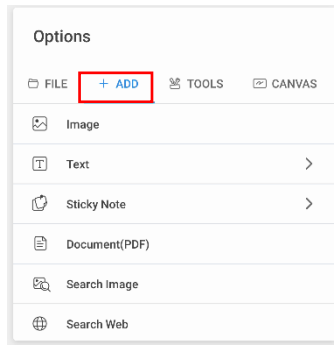 Options
FILE + ADD TOOLS CANVAS
Image
Text
Sticky Note
Document(PDF)
Search Image
Search Web